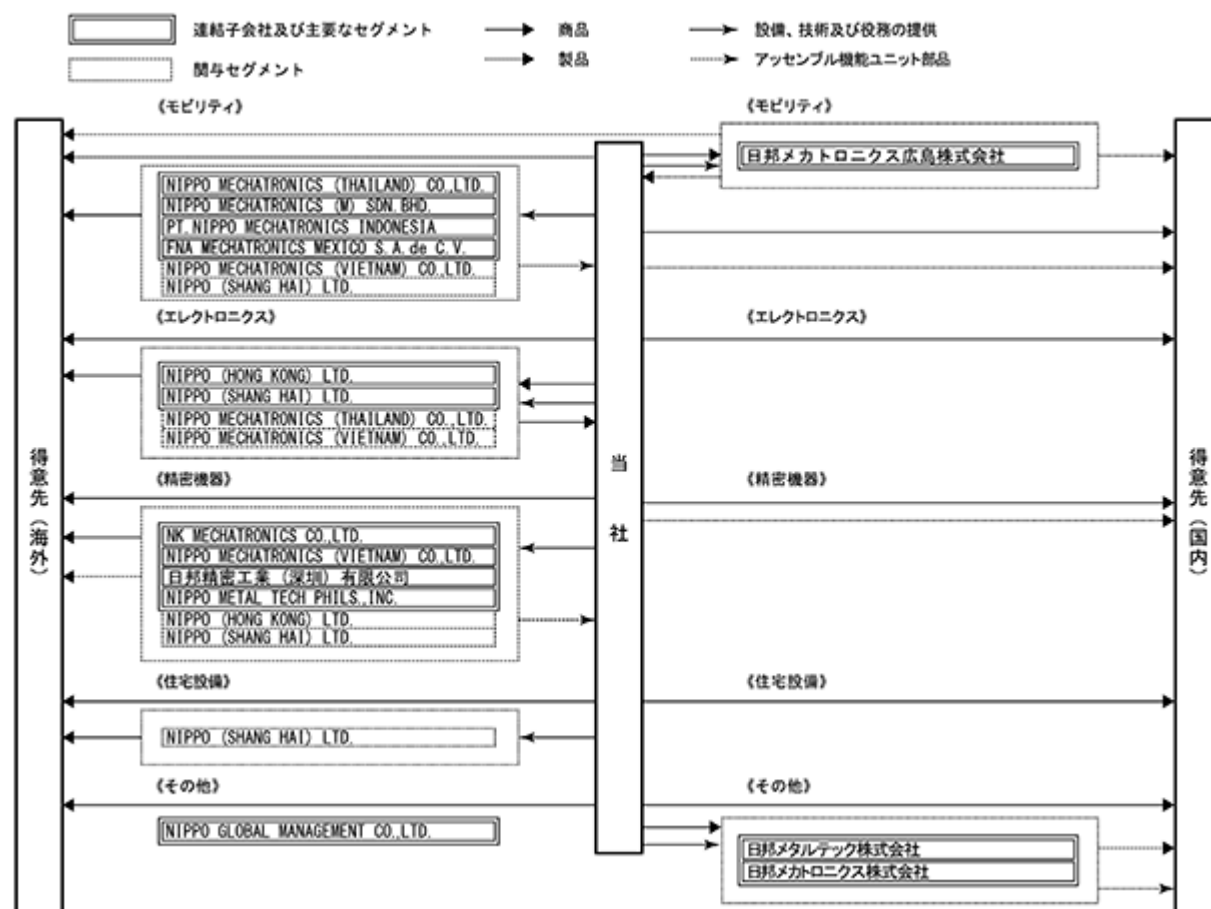 連結子会社及び主要なセグメント
商品
設備、技術及び役務の提供
関与セグメント
製品
アッセンブル機能ユニット部品
得意先(海外)
当社
得意先(国内)
《モビリティ》
NIPPO MECHATRONICS (THAILAND) CO.,LTD.
NIPPO MECHATRONICS (M) SDN.BHD.
PT.NIPPO MECHATRONICS INDONESIA
FNA MECHATRONICS MEXICO S.A.de C.V.
NIPPO MECHATRONICS (VIETNAM) CO.,LTD.
NIPPO (SHANG HAI) LTD.
《モビリティ》
日邦メカトロニクス広島株式会社
《エレクトロニクス》
NIPPO (HONG KONG) LTD.
NIPPO (SHANG HAI) LTD.
NIPPO MECHATRONICS (THAILAND) CO.,LTD.
NIPPO MECHATRONICS (VIETNAM) CO.,LTD.
《エレクトロニクス》
《精密機器》
NK MECHATRONICS CO.,LTD.
NIPPO MECHATRONICS (VIETNAM) CO.,LTD.
日邦精密工業(深圳)有限公司
NIPPO METAL TECH PHILS.,INC.
NIPPO (HONG KONG) LTD.
NIPPO (SHANG HAI) LTD.
《精密機器》
《住宅設備》
NIPPO (SHANG HAI) LTD.
《住宅設備》
《その他》
NIPPO GLOBAL MANAGEMENT CO.,LTD.
《その他》
日邦メタルテック株式会社
日邦メカトロニクス株式会社